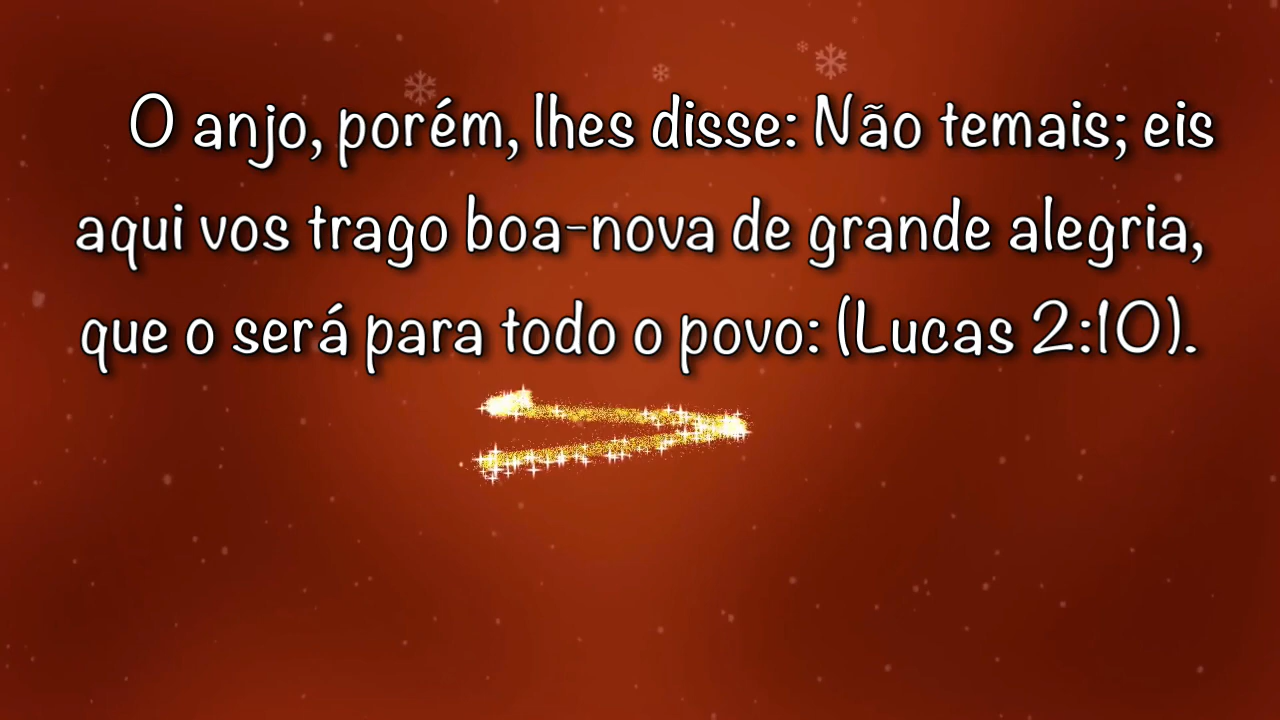 O anjo, porém, lhes disse: Não temais; eis
aqui vos trago boa-nova de grande alegria,
que o será para todo o povo: (Lucas 2:10).